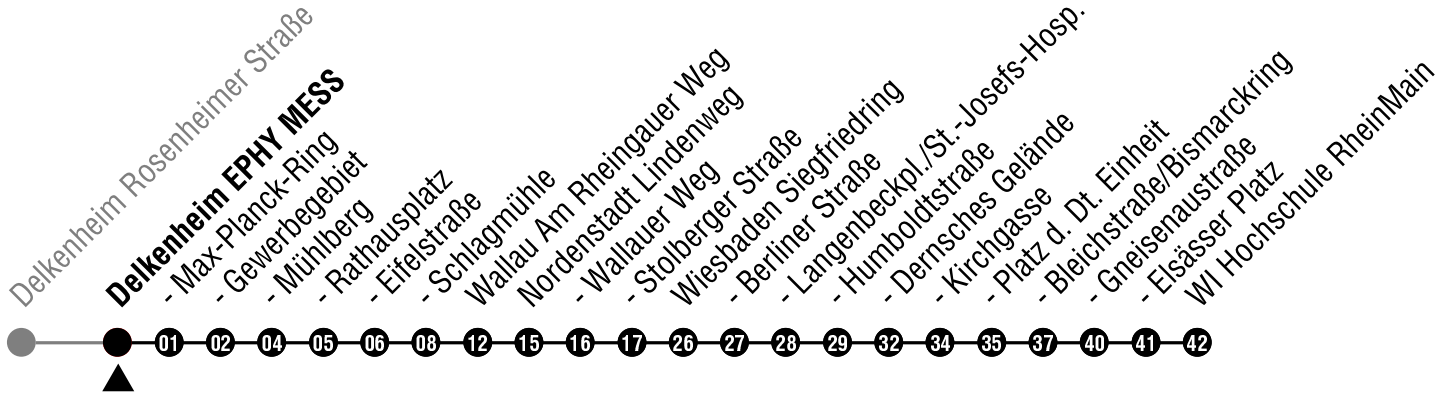 Delkenheim Rosenheimer Straße
Delkenheim EPHY MESS
- Max-Planck-Ring
- Gewerbegebiet
- Mühlberg
- Rathausplatz
- Eifelstraße
- Schlagmühle
Wallau Am Rheingauer Weg
Nordenstadt Lindenweg
- Wallauer Weg
- Stolberger Straße
Wiesbaden Siegfriedring
- Berliner Straße
- Langenbeckpl./St.-Josefs-Hosp.
- Humboldtstraße
- Dernsches Gelände
- Kirchgasse
- Platz d. Dt. Einheit
- Bleichstraße/Bismarckring
- Gneisenaustraße
- Elsässer Platz
WI Hochschule RheinMain
01 02 04 05 06 08 12 15 16 17 26 27 28 29 32 34 35 37 40 41 42